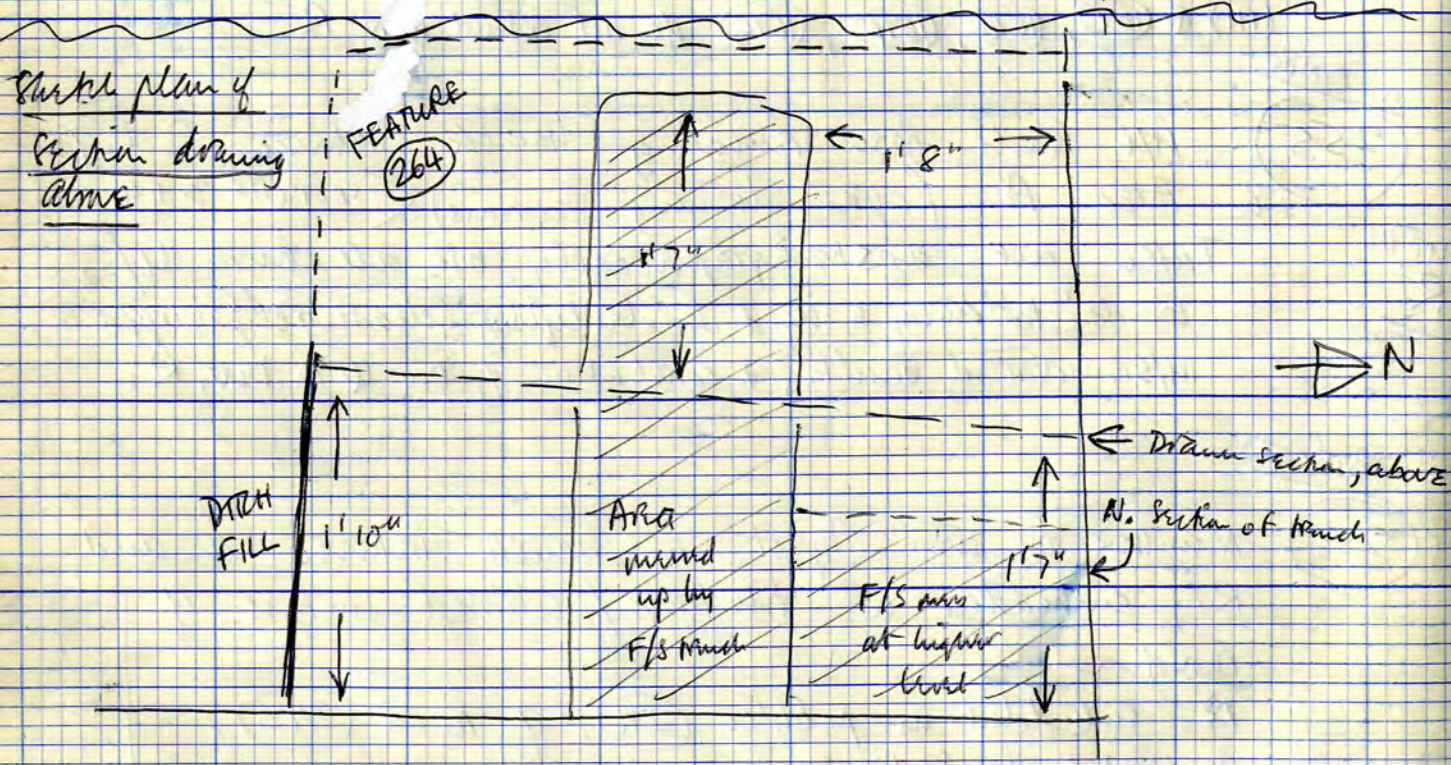 Sketch plan of
Section drawing
above
FEATURE
264
1' 8"
1' 7"
N
← Drawn section, above
N. Section of trench
DITCH
FILL
1' 10"
Area
messed
up by
F/S trench
1' 7"
F/S
at higher
level